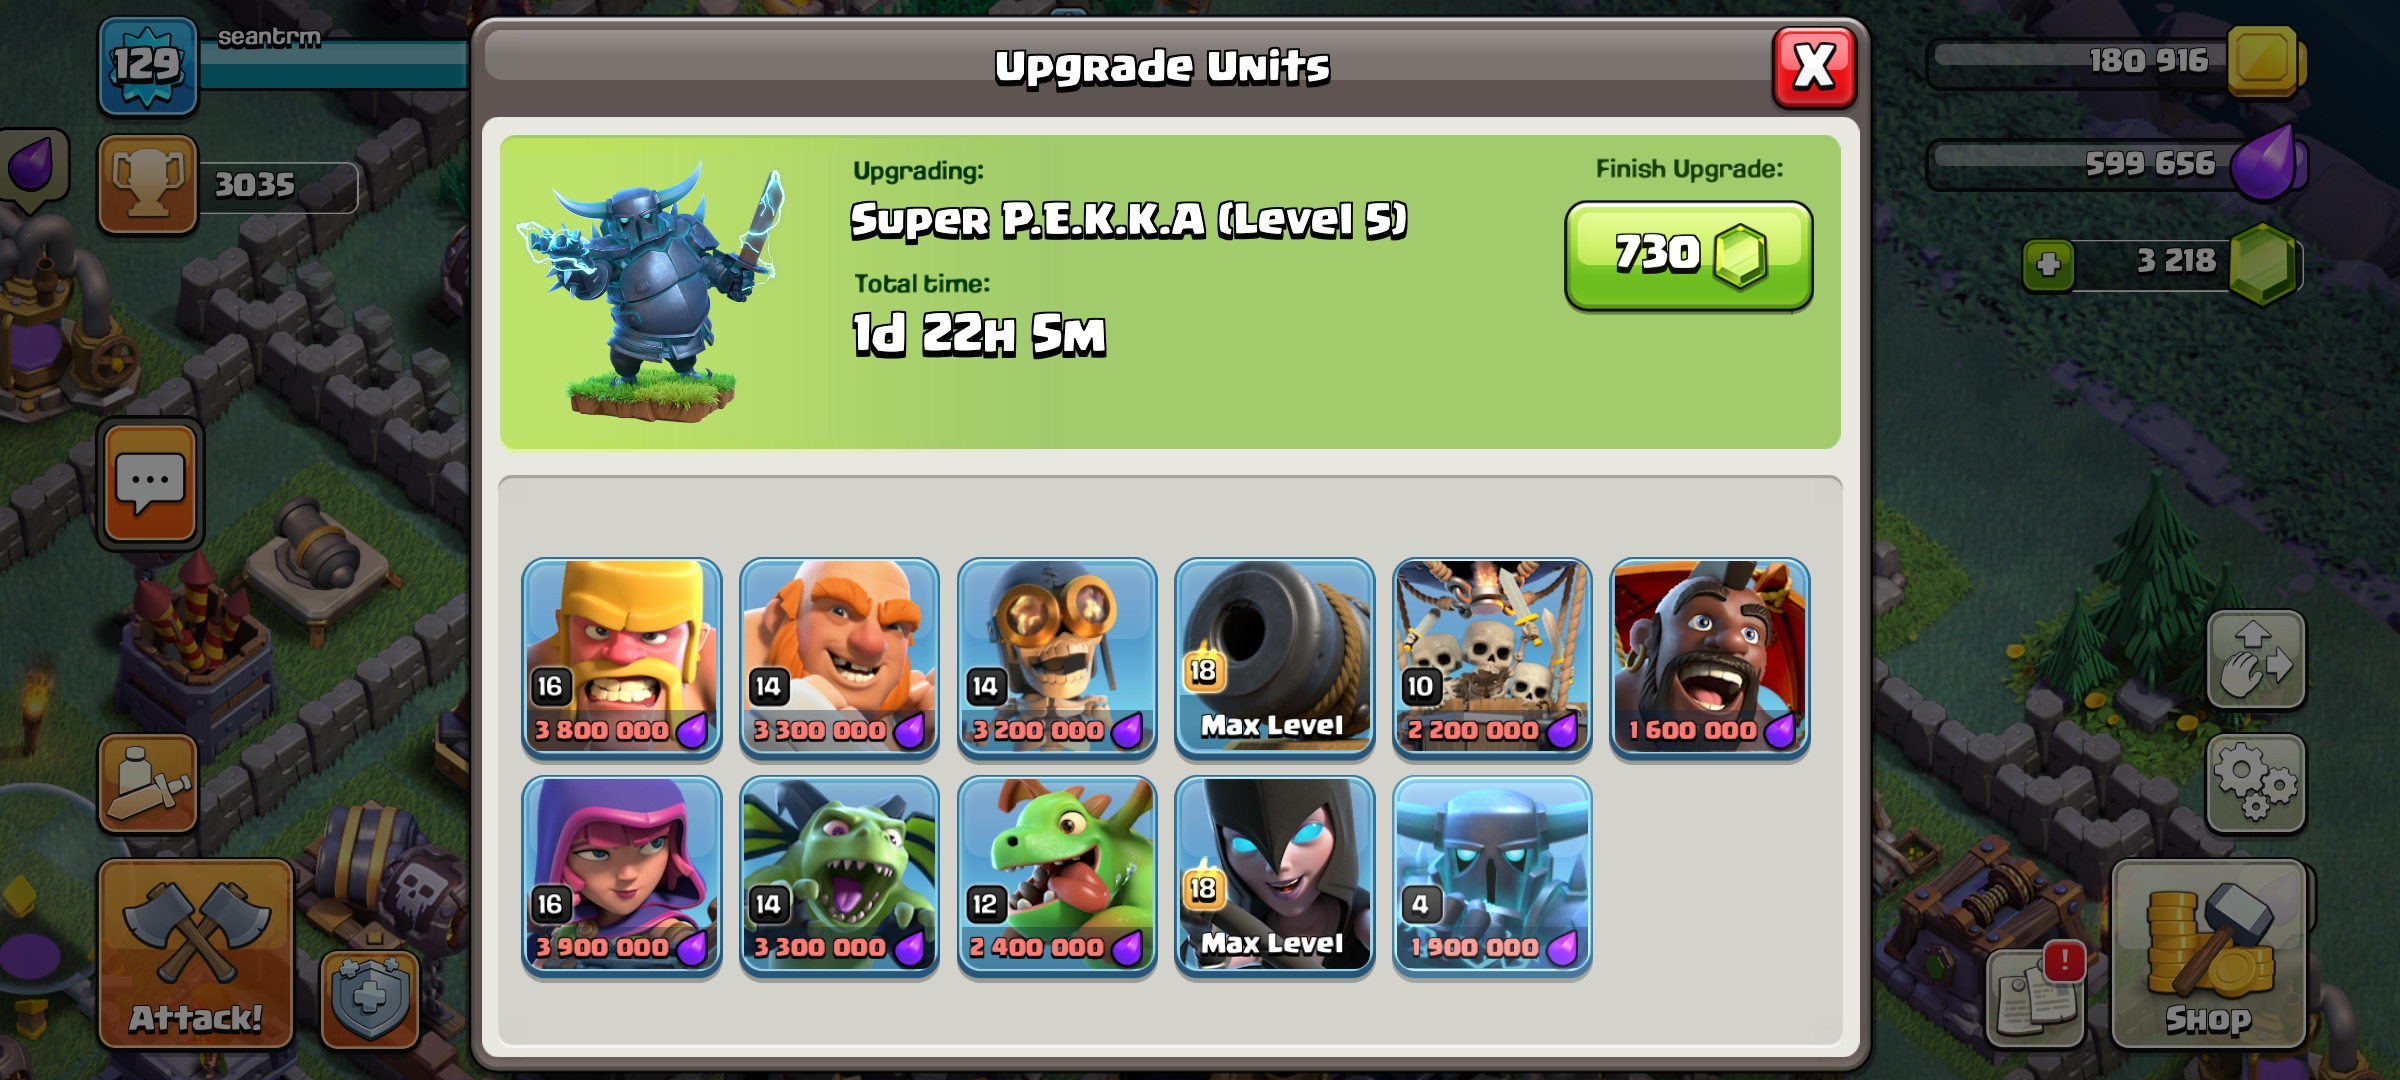 129
seantrm
3035
Upgrade Units
X
180 916
599 656
3 218
Upgrading:
Super P.E.K.K.A (Level 5)
Total time:
1d 22H 5M
Finish Upgrade:
730
16
3 800 000
14
3 300 000
14
3 200 000
18
Max Level
10
2 200 000
1 600 000
16
3 900 000
14
3 300 000
12
2 400 000
18
Max Level
4
1 900 000
Attack!
!
Shop